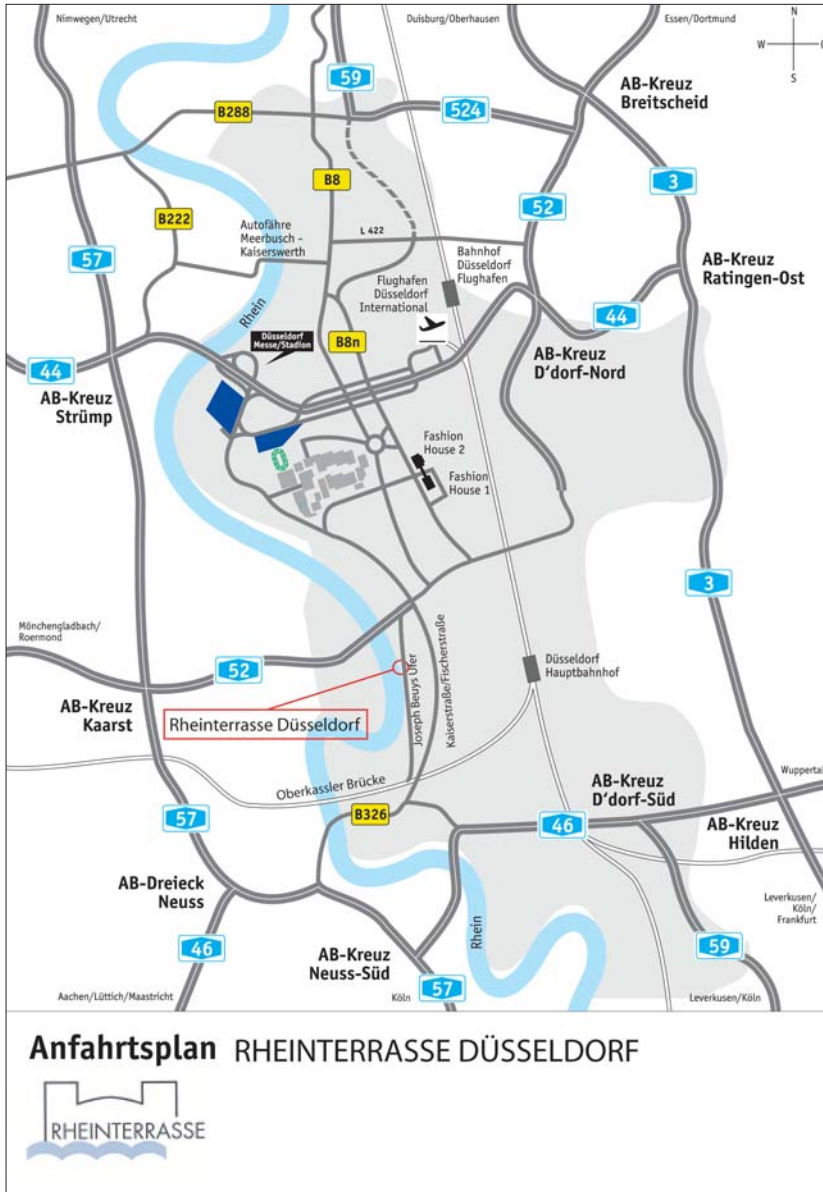 Nimwegen/Utrecht
Duisburg/Oberhausen
Essen/Dortmund
N
W
S
59
AB-Kreuz
Breitscheid
B288
524
3
B8
52
B222
Autofähre
Meerbusch -
Kaiserswerth
L 422
57
Bahnhof
Düsseldorf
Flughafen
AB-Kreuz
Ratingen-Ost
Flughafen
Düsseldorf
International
Rhein
44
Düsseldorf
Messe/Stadion
B8n
44
AB-Kreuz
Strümp
AB-Kreuz
D'dorf-Nord
Fashion
House 2
Fashion
House 1
3
Mönchengladbach/
Roermond
52
Düsseldorf
Hauptbahnhof
Joseph Beuys Ufer
Kaiserstraße/Fischerstraße
AB-Kreuz
Kaarst
Rheinterrasse Düsseldorf
Wuppertal
Oberkassler Brücke
AB-Kreuz
D'dorf-Süd
57
B326
46
AB-Kreuz
Hilden
AB-Dreieck
Neuss
Leverkusen/
Köln/
Frankfurt
46
Rhein
59
AB-Kreuz
Neuss-Süd
57
Aachen/Lüttich/Maastricht
Köln
Leverkusen/Köln
Anfahrtsplan RHEINTERRASSE DÜSSELDORF
RHEINTERRASSE